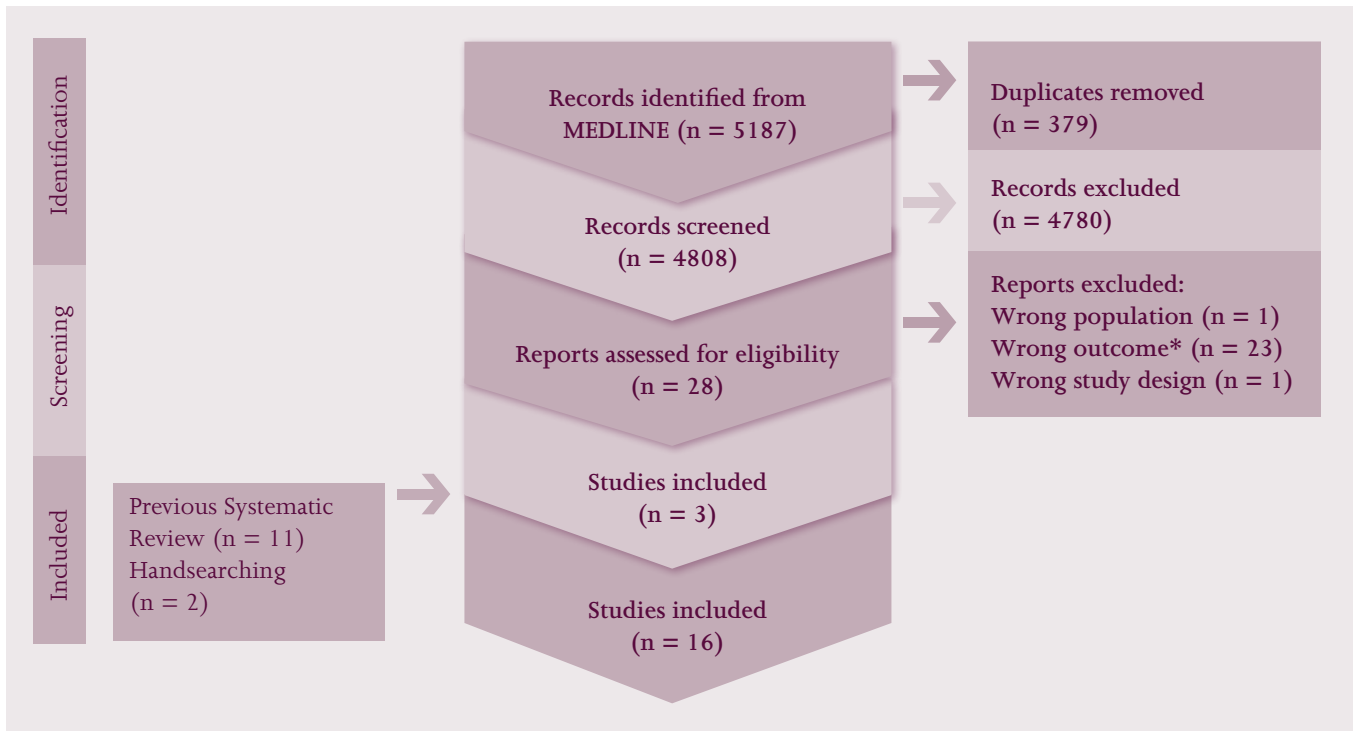 Identification
Records identified from
MEDLINE (n = 5187)
Duplicates removed
(n = 379)
Records screened
(n = 4808)
Records excluded
(n = 4780)
Screening
Reports assessed for eligibility
(n = 28)
Reports excluded:
Wrong population (n = 1)
Wrong outcome* (n = 23)
Wrong study design (n = 1)
Included
Previous Systematic
Review (n = 11)
Handsearching
(n = 2)
Studies included
(n = 3)
Studies included
(n = 16)